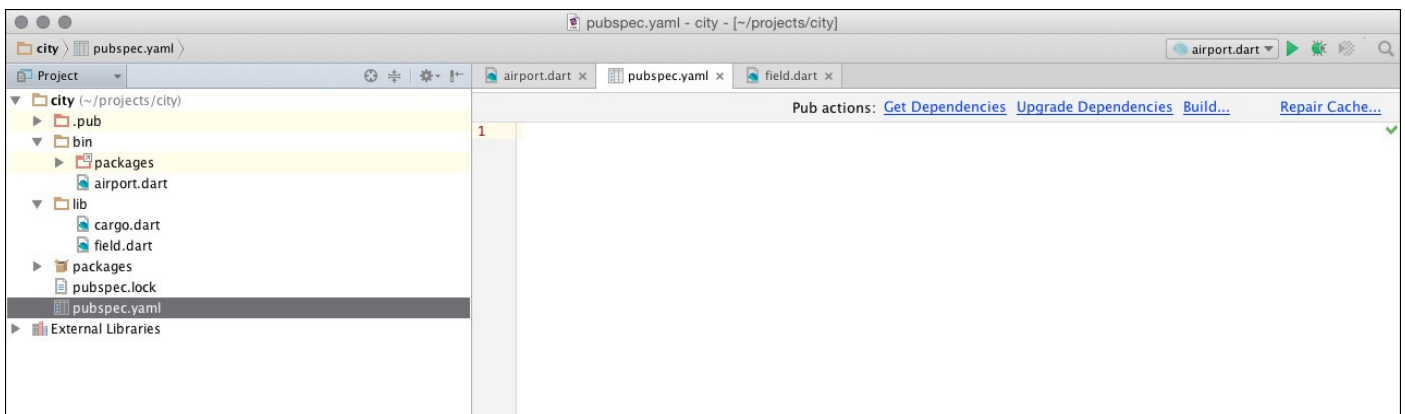 pubspec.yaml - city - [~/projects/city]
city pubspec.yaml airport.dart
Project airport.dart × pubspec.yaml × field.dart ×
city (~/projects/city) Pub actions: Get Dependencies Upgrade Dependencies Build... Repair Cache...
.pub
1
bin
packages
airport.dart
lib
cargo.dart
field.dart
packages
pubspec.lock
pubspec.yaml
External Libraries